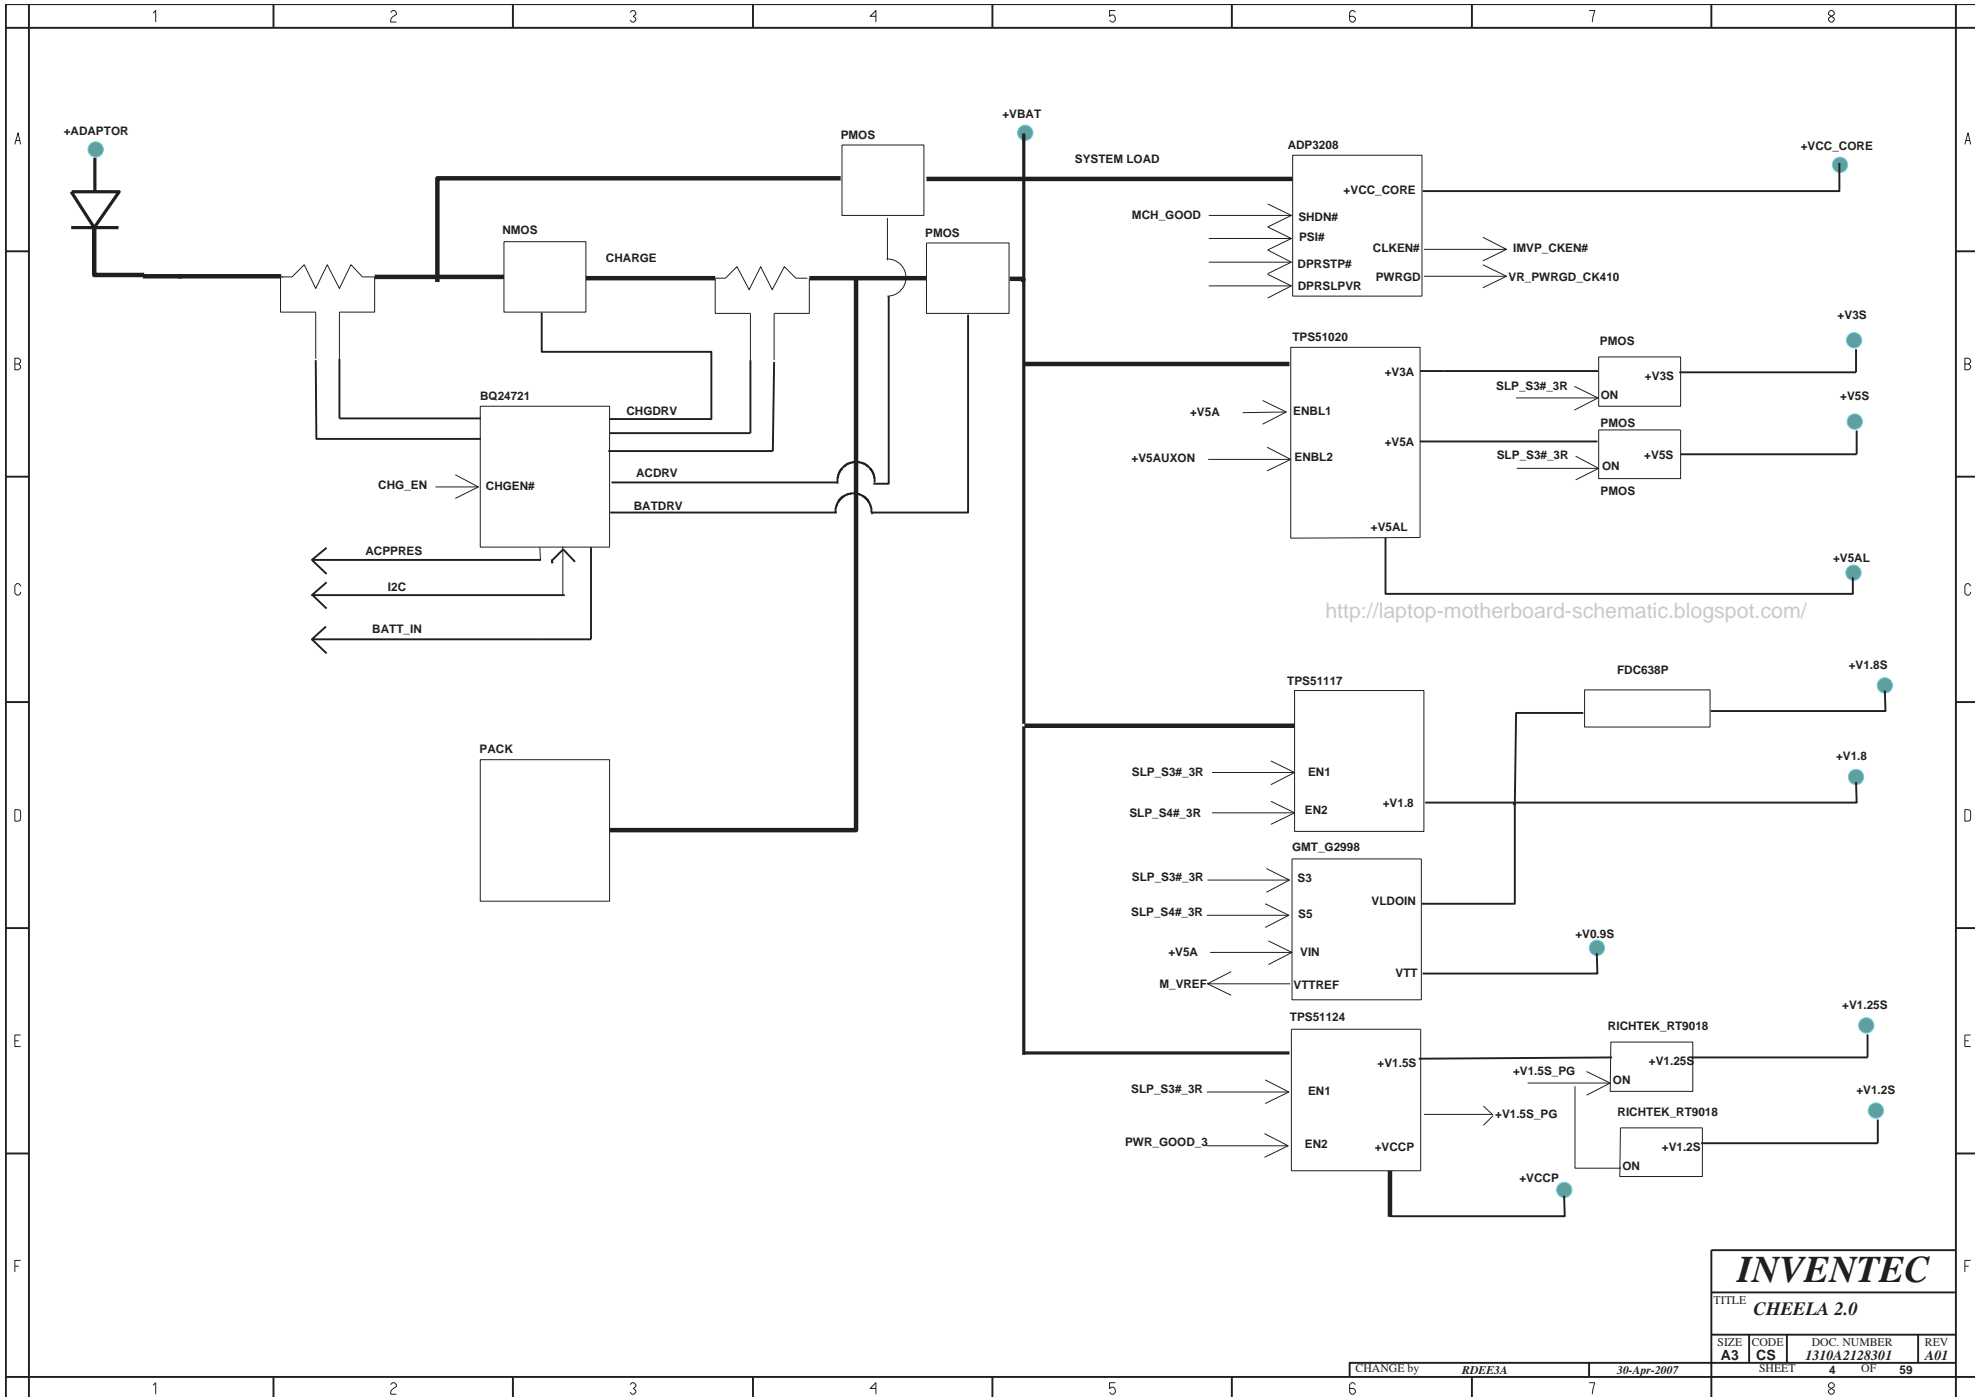 1 2 3 4 5 6 7 8
A A
B B
C C
D D
E E
F F
+ADAPTOR
PMOS
+VBAT
SYSTEM LOAD
NMOS
CHARGE
PMOS
BQ24721
CHGDRV
ACDRV
BATDRV
CHG_EN
CHGEN#
ACPPRES
I2C
BATT_IN
PACK
ADP3208
+VCC_CORE
+VCC_CORE
MCH_GOOD
SHDN#
PSI#
DPRSTP#
DPRSLPVR
CLKEN#
IMVP_CKEN#
PWRGD
VR_PWRGD_CK410
TPS51020
+V3A
+V5A
ENBL1
+V5A
+V5AUXON
ENBL2
+V5AL
PMOS
+V3S
+V3S
SLP_S3#_3R
ON
+V5S
PMOS
+V5S
SLP_S3#_3R
ON
PMOS
+V5AL
http://laptop-motherboard-schematic.blogspot.com/
TPS51117
FDC638P
+V1.8S
SLP_S3#_3R
EN1
SLP_S4#_3R
EN2
+V1.8
+V1.8
GMT_G2998
SLP_S3#_3R
S3
SLP_S4#_3R
S5
VLDOIN
+V5A
VIN
VTT
+V0.9S
M_VREF
VTTREF
TPS51124
+V1.5S
SLP_S3#_3R
EN1
PWR_GOOD_3
EN2
+VCCP
+V1.5S_PG
+VCCP
RICHTEK_RT9018
+V1.25S
+V1.25S
+V1.5S_PG
ON
RICHTEK_RT9018
+V1.2S
+V1.2S
ON
INVENTEC
TITLE
CHEELA 2.0
SIZE CODE DOC. NUMBER REV
A3 CS 1310A2128301 A01
CHANGE by RDEE3A 30-Apr-2007 SHEET 4 OF 59
1 2 3 4 5 6 7 8